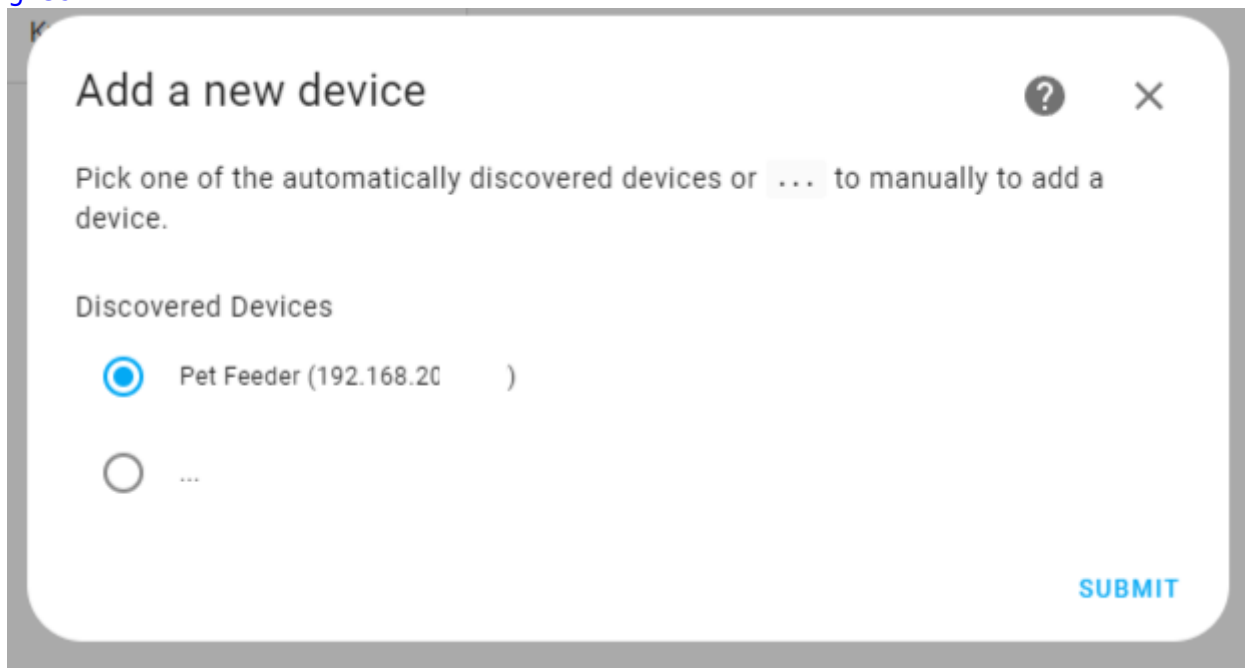 Add a new device
Pick one of the automatically discovered devices or ... to manually to add a
device.
Discovered Devices
Pet Feeder (192.168.20 )
...
SUBMIT